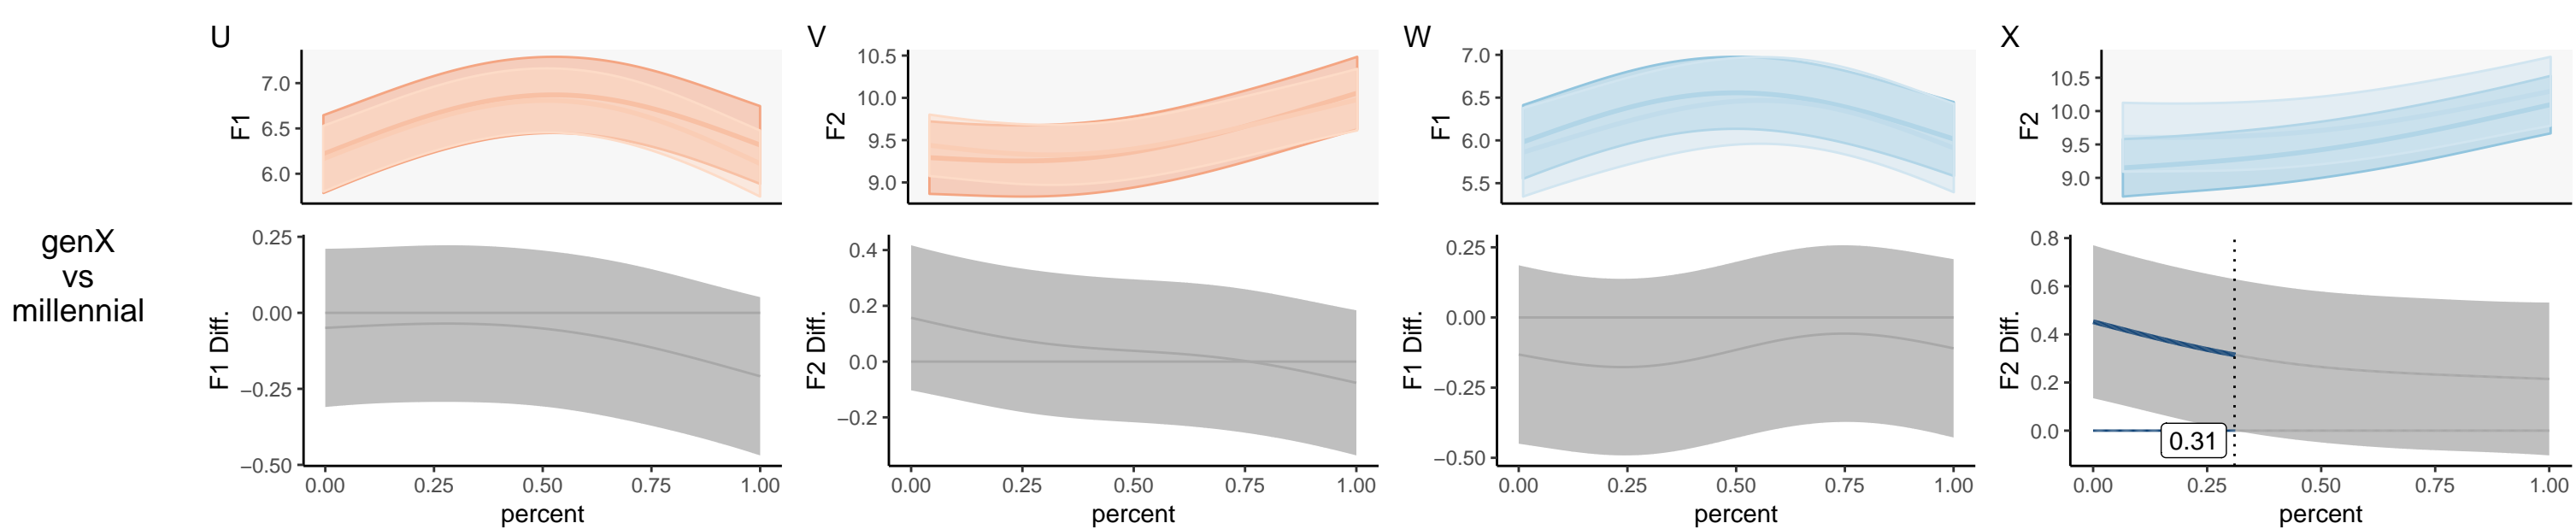 genX
vs
millennial
U
F1
7.0
6.5
6.0
F1 Diff.
0.25
0.00
−0.25
−0.50
0.00 0.25 0.50 0.75 1.00
percent
V
F2
10.5
10.0
9.5
9.0
F2 Diff.
0.4
0.2
0.0
−0.2
0.00 0.25 0.50 0.75 1.00
percent
W
F1
7.0
6.5
6.0
5.5
F1 Diff.
0.25
0.00
−0.25
−0.50
0.00 0.25 0.50 0.75 1.00
percent
X
F2
10.5
10.0
9.5
9.0
F2 Diff.
0.8
0.6
0.4
0.2
0.0
0.31
0.00 0.25 0.50 0.75 1.00
percent